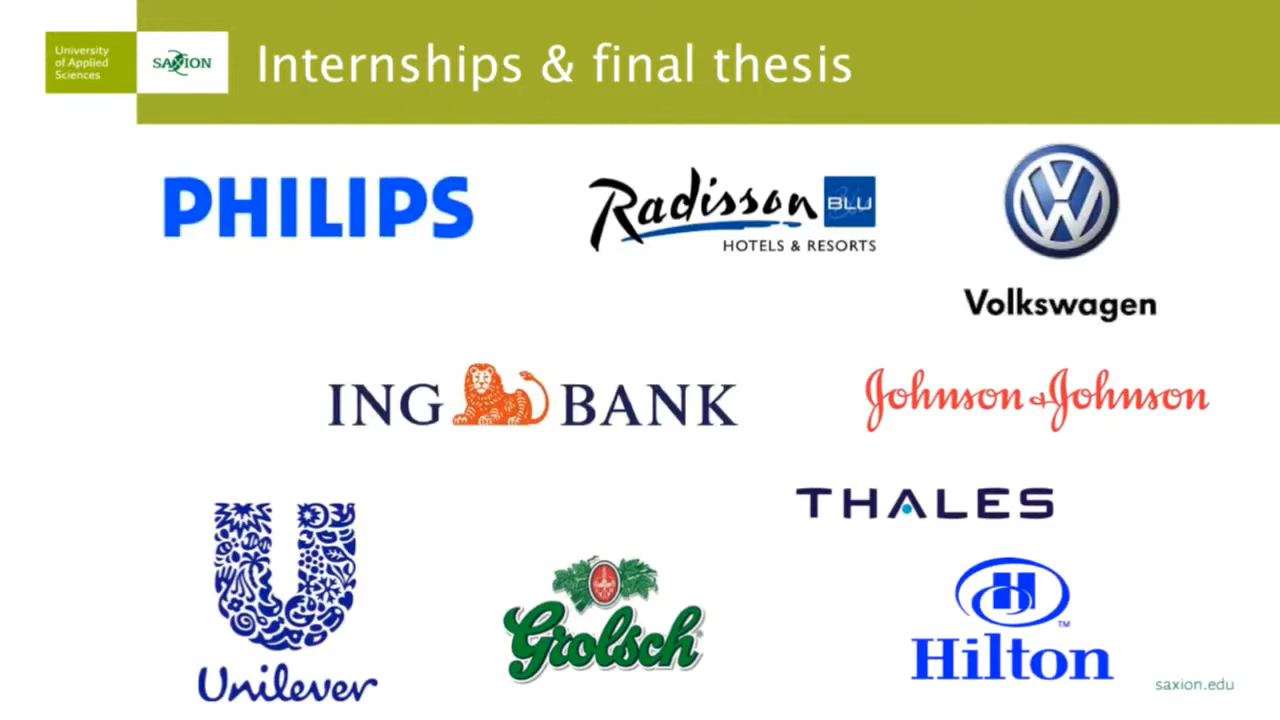 University
of Applied
Sciences
SAXION
Internships & final thesis
PHILIPS
Radisson BLU
HOTELS & RESORTS
Volkswagen
ING BANK
Johnson & Johnson
THALES
Unilever
Grolsch
Hilton
TM
saxion.edu